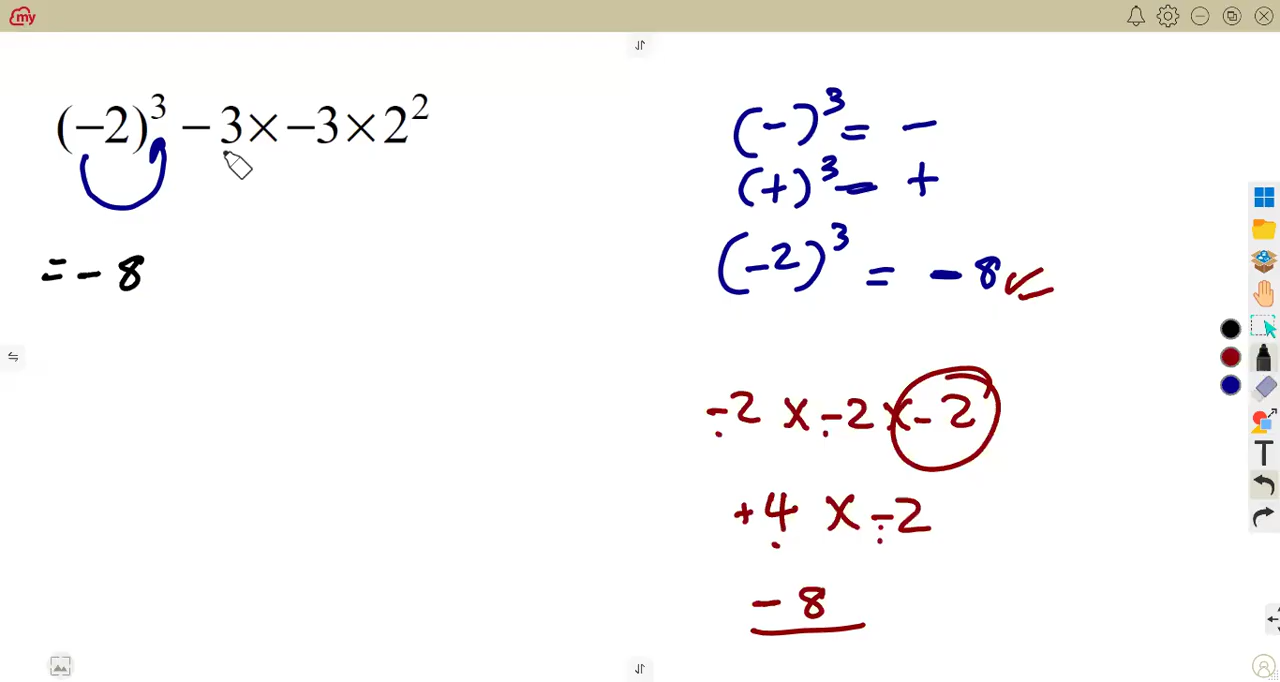 my
(−2)³ − 3 × −3 × 2²
= − 8
(−)³ = −
(+)³ = +
(−2)³ = − 8
−2 × −2 × −2
+4 × −2
− 8
T